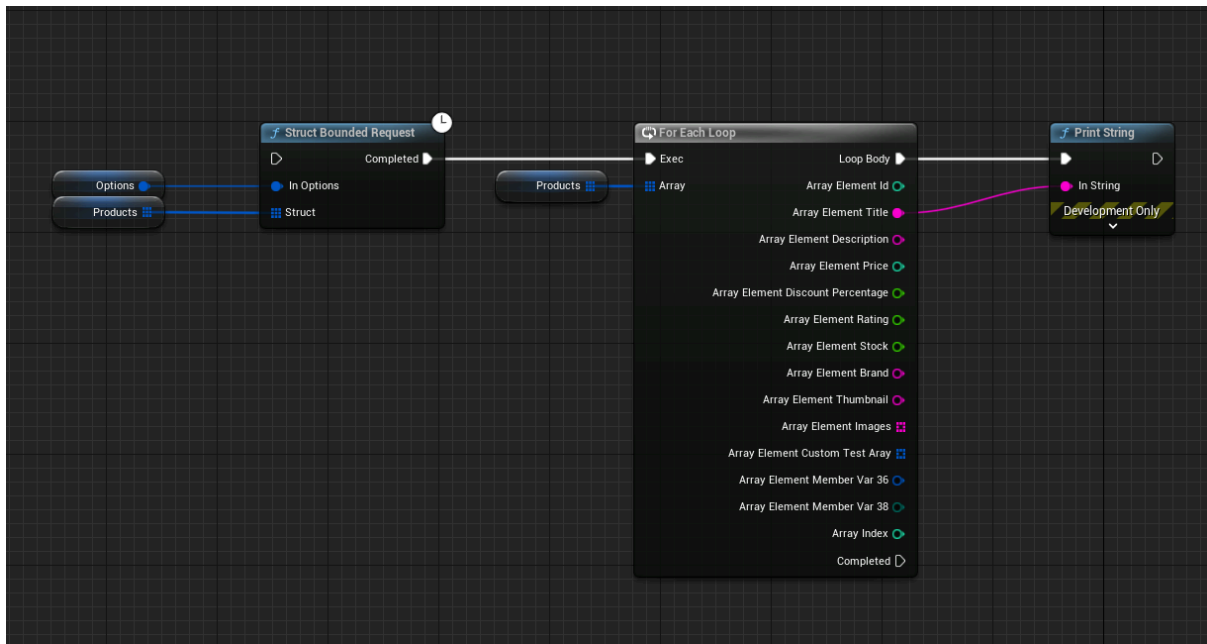 Struct Bounded Request
Completed
Options
In Options
Products
Struct
Products
For Each Loop
Exec
Loop Body
Array
Array Element Id
Array Element Title
Array Element Description
Array Element Price
Array Element Discount Percentage
Array Element Rating
Array Element Stock
Array Element Brand
Array Element Thumbnail
Array Element Images
Array Element Custom Test Aray
Array Element Member Var 36
Array Element Member Var 38
Array Index
Completed
Print String
In String
Development Only